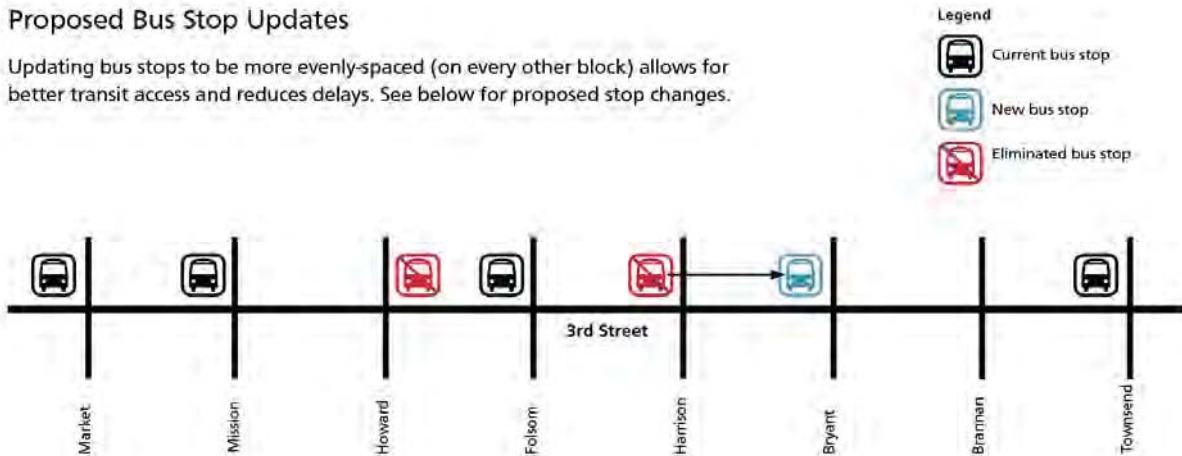 Proposed Bus Stop Updates
Updating bus stops to be more evenly-spaced (on every other block) allows for
better transit access and reduces delays. See below for proposed stop changes.
Legend
Current bus stop
New bus stop
Eliminated bus stop
3rd Street
Market
Mission
Howard
Folsom
Harrison
Bryant
Brannan
Townsend